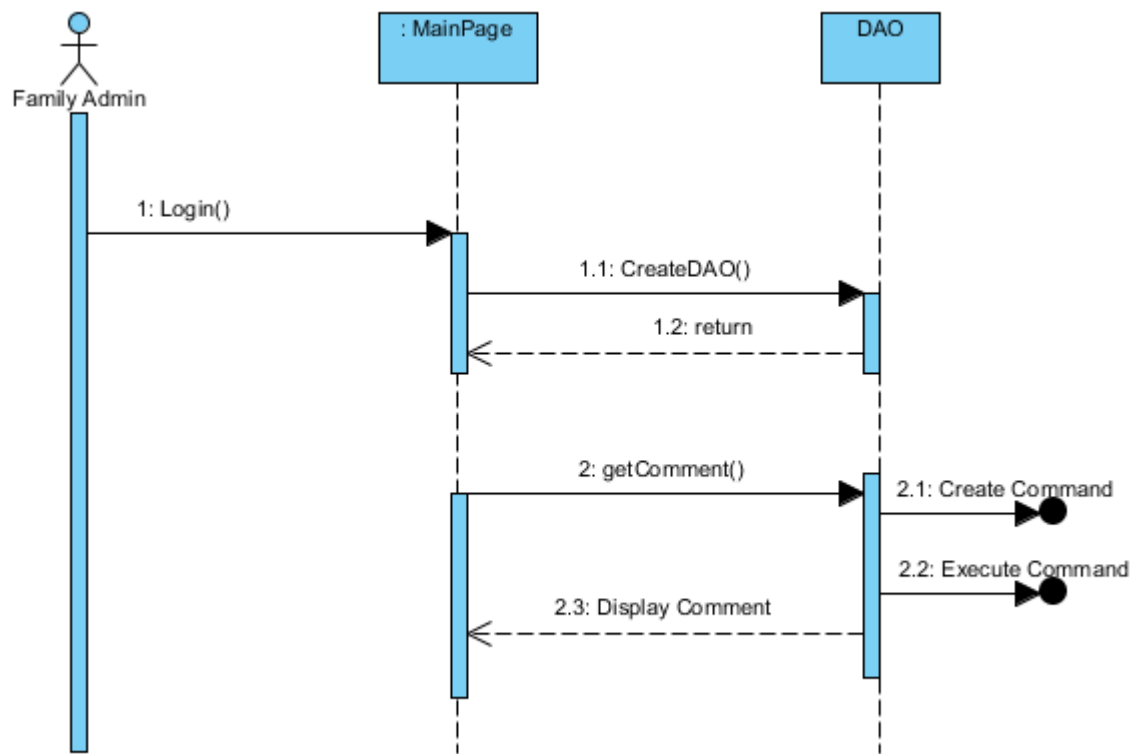 : MainPage
DAO
Family Admin
1: Login()
1.1: CreateDAO()
1.2: return
2: getComment()
2.1: Create Command
2.2: Execute Command
2.3: Display Comment